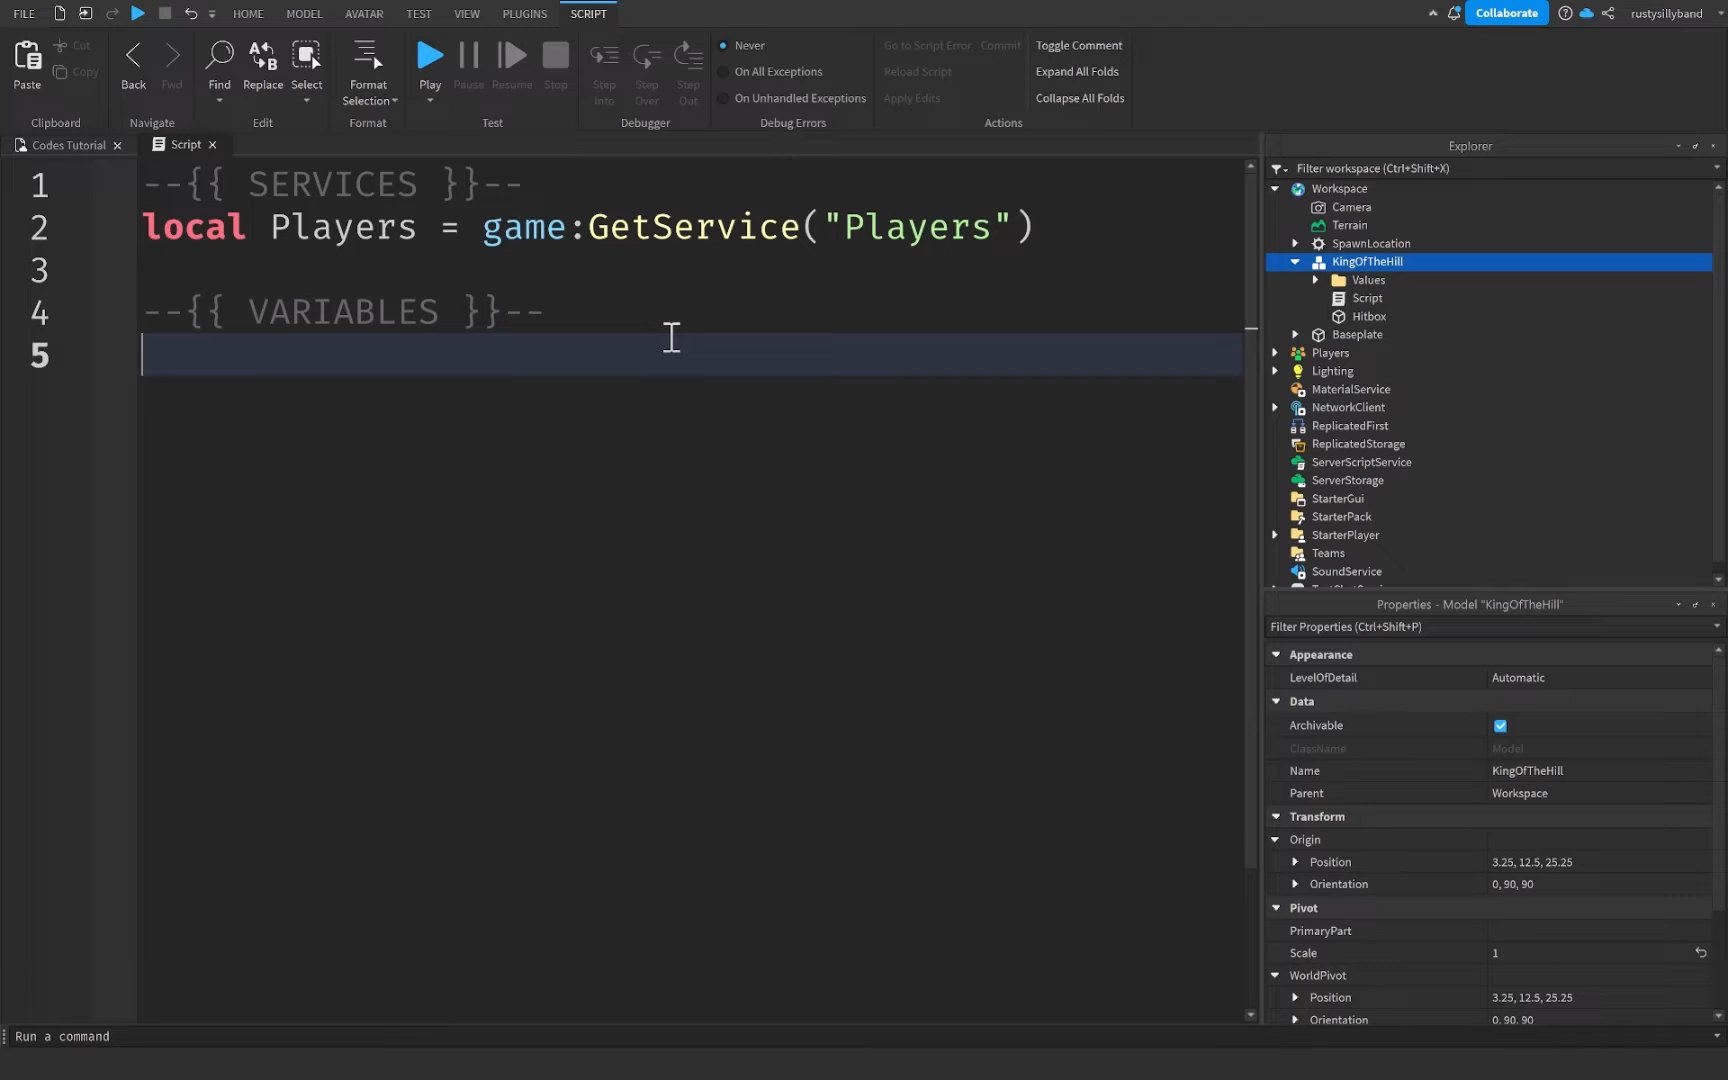 FILE
HOME
MODEL
AVATAR
TEST
VIEW
PLUGINS
SCRIPT
Collaborate
rustysillyband
Paste
Cut
Copy
Clipboard
Back
Fwd
Navigate
Find
Replace
Select
Edit
Format
Selection
Format
Play
Pause
Resume
Stop
Test
Step
Into
Step
Over
Step
Out
Debugger
Never
On All Exceptions
On Unhandled Exceptions
Debug Errors
Go to Script Error
Commit
Reload Script
Apply Edits
Toggle Comment
Expand All Folds
Collapse All Folds
Actions
Codes Tutorial
Script
1 --{{ SERVICES }}--
2 local Players = game:GetService("Players")
3
4 --{{ VARIABLES }}--
5
Explorer
Filter workspace (Ctrl+Shift+X)
Workspace
Camera
Terrain
SpawnLocation
KingOfTheHill
Values
Script
Hitbox
Baseplate
Players
Lighting
MaterialService
NetworkClient
ReplicatedFirst
ReplicatedStorage
ServerScriptService
ServerStorage
StarterGui
StarterPack
StarterPlayer
Teams
SoundService
Properties - Model "KingOfTheHill"
Filter Properties (Ctrl+Shift+P)
Appearance
LevelOfDetail Automatic
Data
Archivable
ClassName Model
Name KingOfTheHill
Parent Workspace
Transform
Origin
Position 3.25, 12.5, 25.25
Orientation 0, 90, 90
Pivot
PrimaryPart
Scale 1
WorldPivot
Position 3.25, 12.5, 25.25
Orientation 0, 90, 90
Run a command